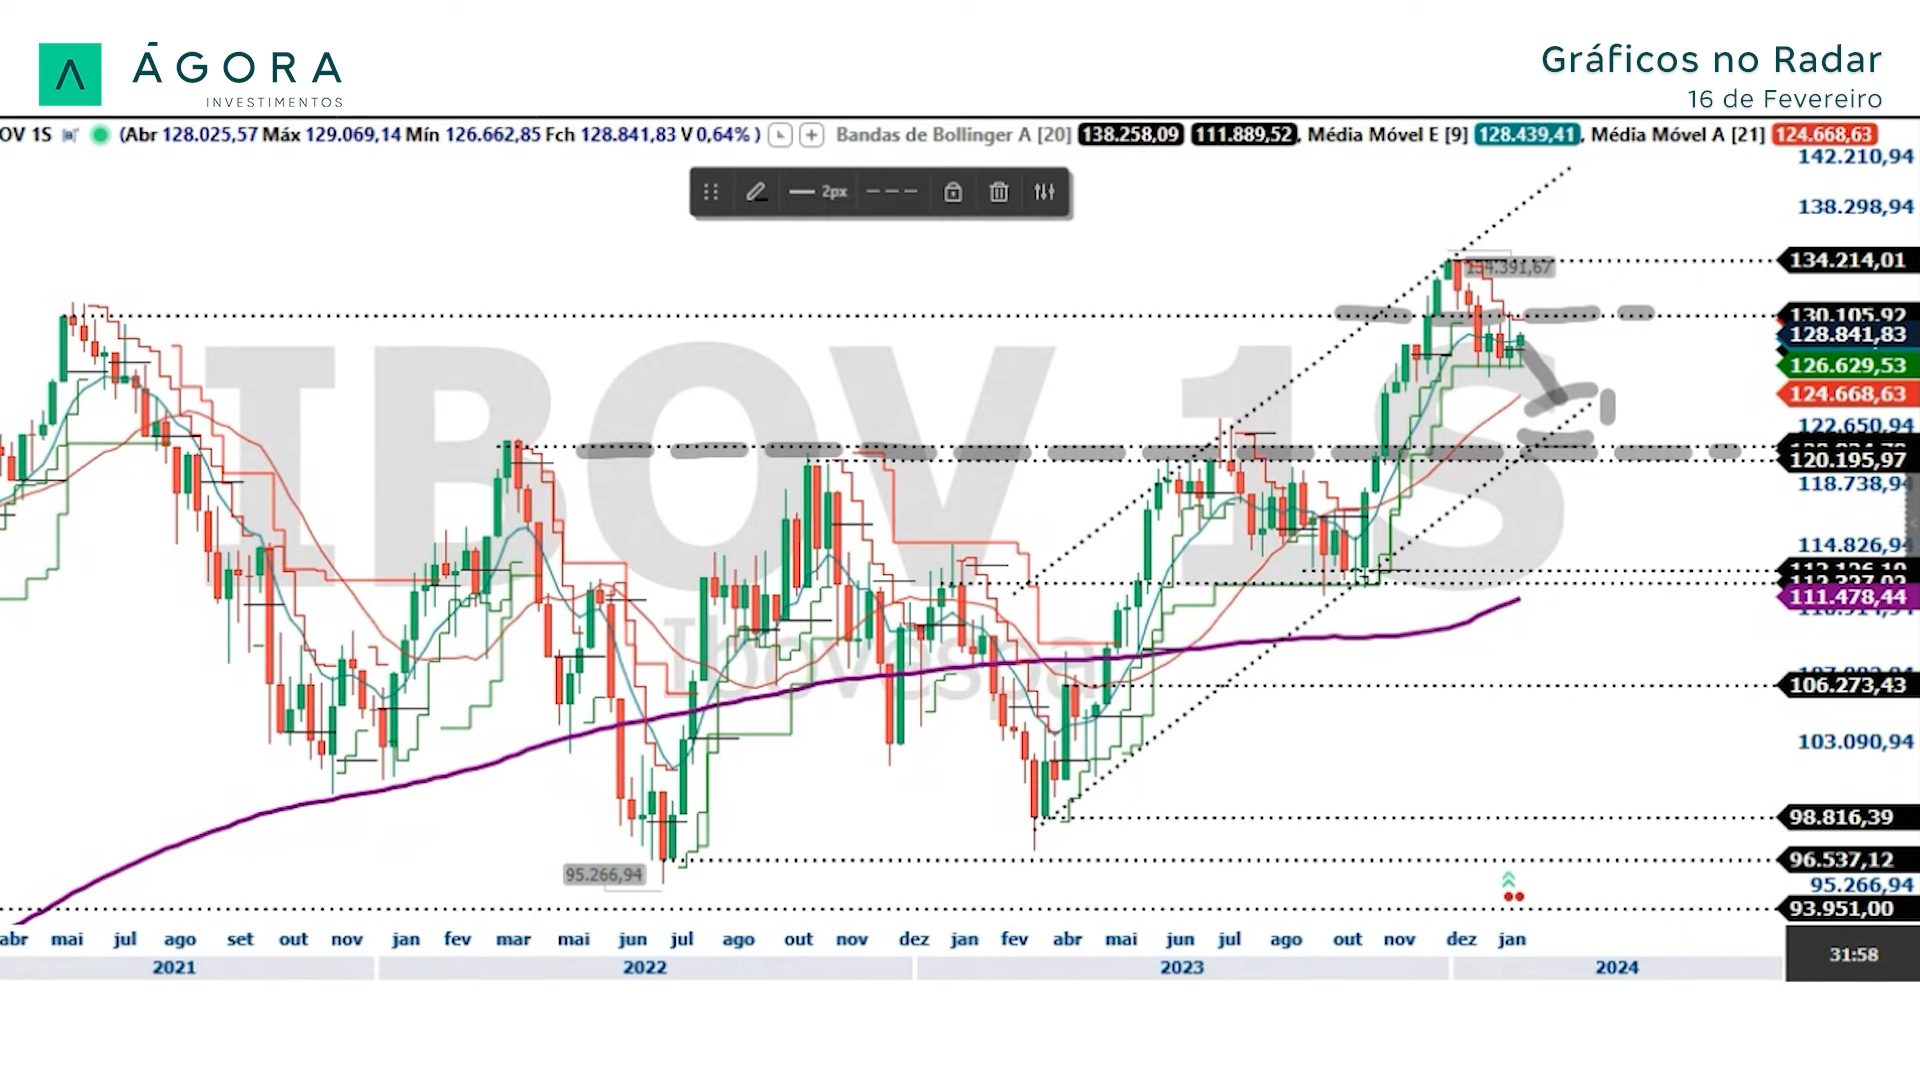 ÁGORA
INVESTIMENTOS
Gráficos no Radar
16 de Fevereiro
OV 1S (Abr 128.025,57 Máx 129.069,14 Mín 126.662,85 Fch 128.841,83 V 0,64% ) Bandas de Bollinger A [20] 138.258,09 111.889,52, Média Móvel E [9] 128.439,41, Média Móvel A [21] 124.668,63
2px
142.210,94
138.298,94
134.214,01
134.391,67
130.105,92
128.841,83
126.629,53
124.668,63
122.650,94
120.195,97
118.738,94
114.826,94
111.478,44
106.273,43
103.090,94
98.816,39
96.537,12
95.266,94
95.266,94
93.951,00
IBOV 1S
Ibovespa
abr mai jul ago set out nov jan fev mar mai jun jul ago out nov dez jan fev abr mai jun jul ago out nov dez jan
2021 2022 2023 2024
31:58